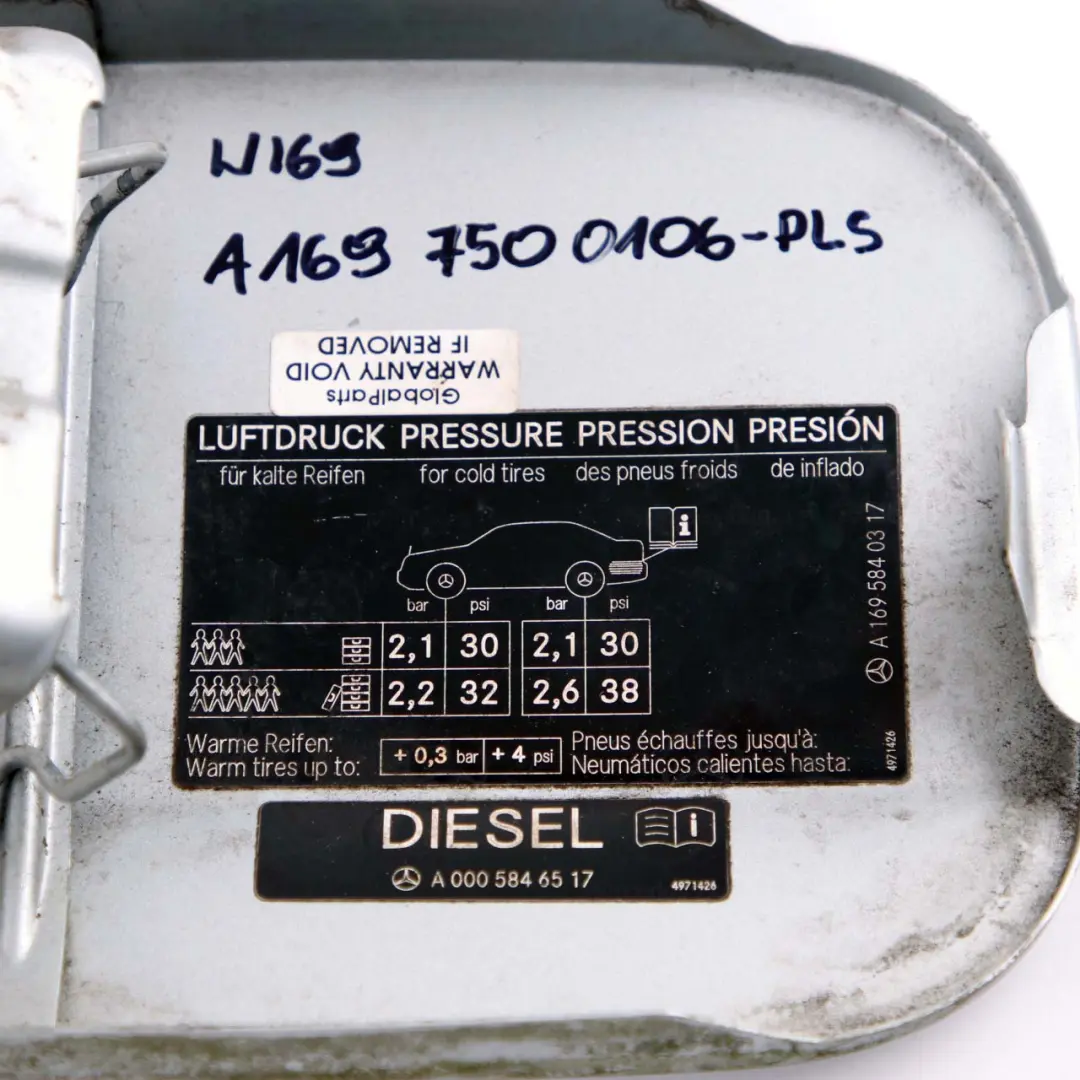 W169
A169 750 0106-PLS
GlobalParts
WARRANTY VOID
IF REMOVED
LUFTDRUCK PRESSURE PRESSION PRESIÓN
für kalte Reifen for cold tires des pneus froids de inflado
i
bar psi bar psi
2,1 30 2,1 30
2,2 32 2,6 38
Warme Reifen: + 0,3 bar + 4 psi Pneus échauffes jusqu'à:
Warm tires up to: Neumáticos calientes hasta:
A 169 584 03 17
4971426
DIESEL i
A 000 584 65 17
4971426